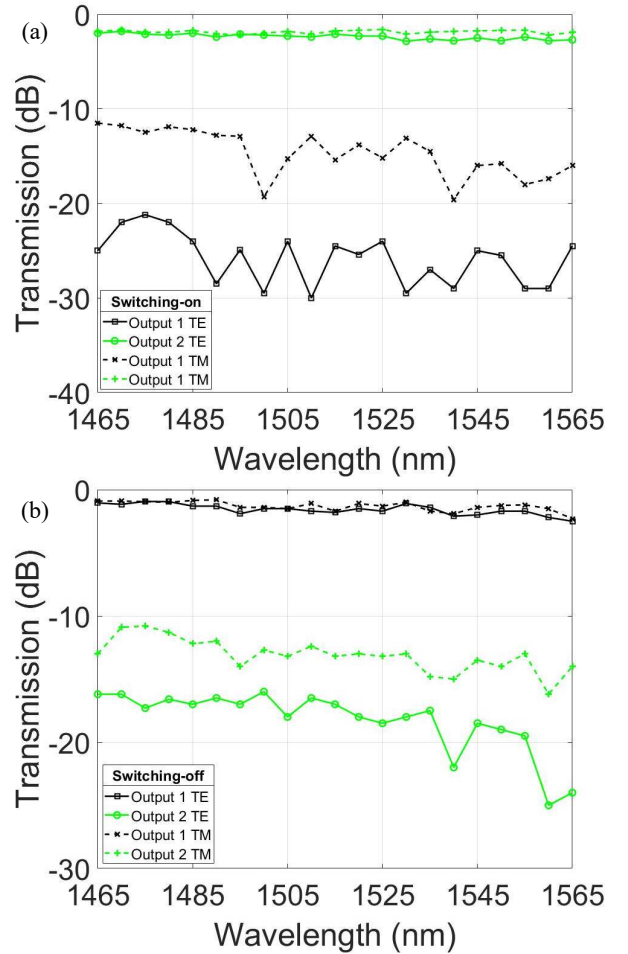 (a)
0
-10
-20
-30
-40
Transmission (dB)
Switching-on
Output 1 TE
Output 2 TE
Output 1 TM
Output 1 TM
1465 1485 1505 1525 1545 1565
Wavelength (nm)
(b)
0
-10
-20
-30
Transmission (dB)
Switching-off
Output 1 TE
Output 2 TE
Output 1 TM
Output 2 TM
1465 1485 1505 1525 1545 1565
Wavelength (nm)